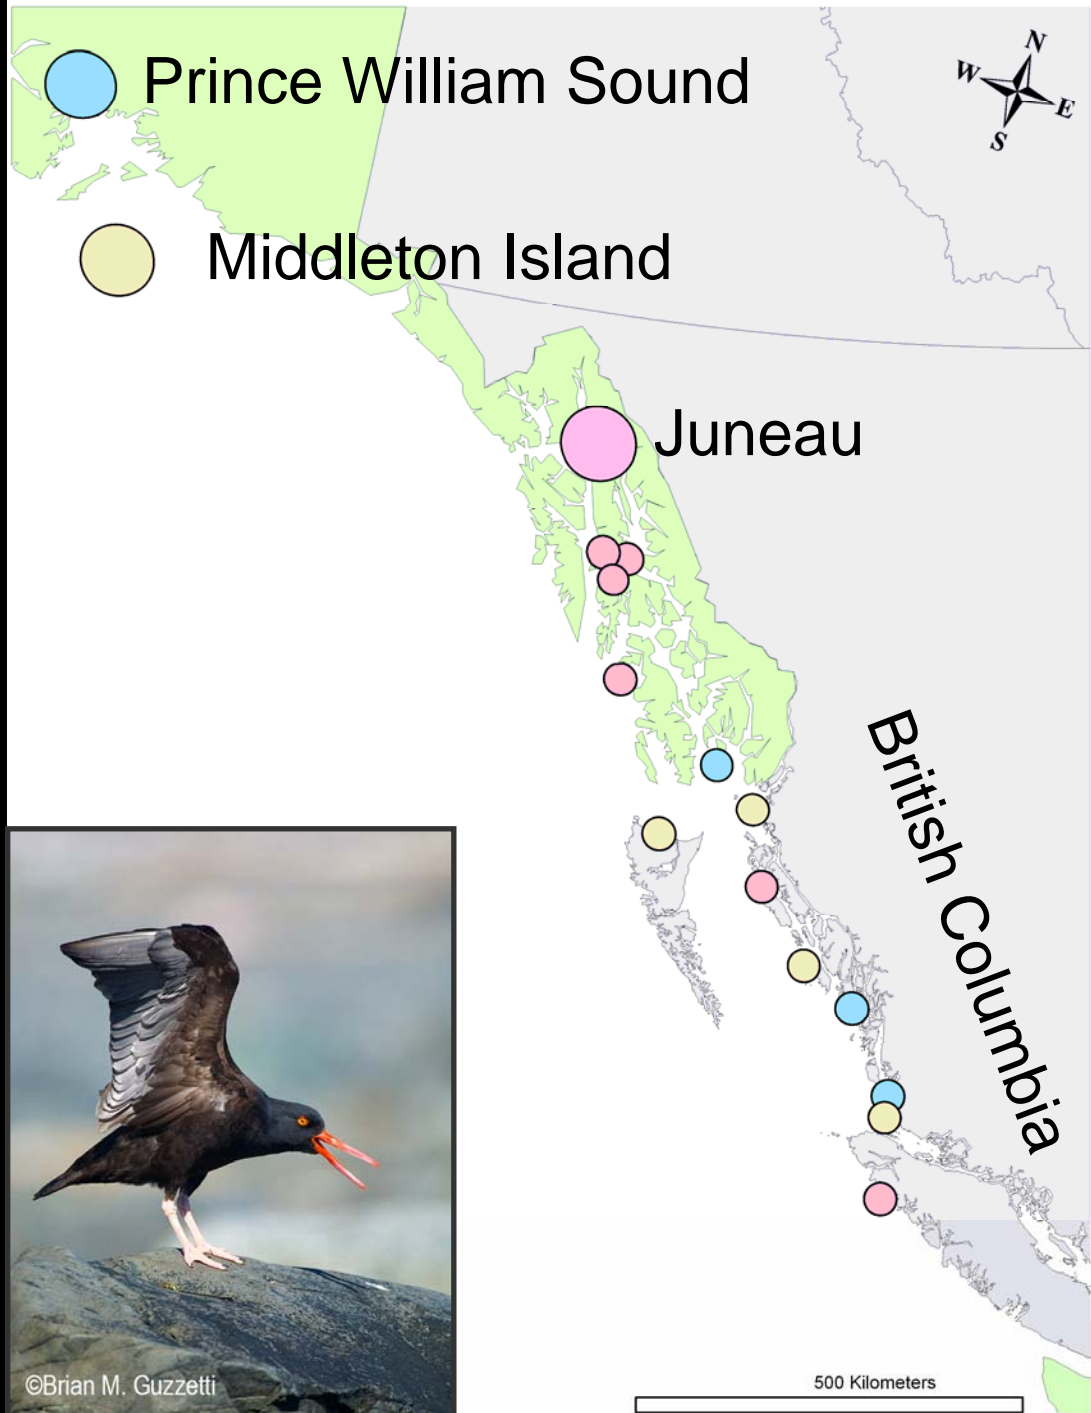 Prince William Sound
N
W
E
S
Middleton Island
Juneau
British Columbia
©Brian M. Guzzetti
500 Kilometers